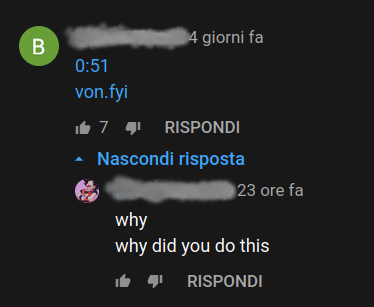 B
4 giorni fa
0:51
von.fyi
7 RISPONDI
Nascondi risposta
23 ore fa
why
why did you do this
RISPONDI